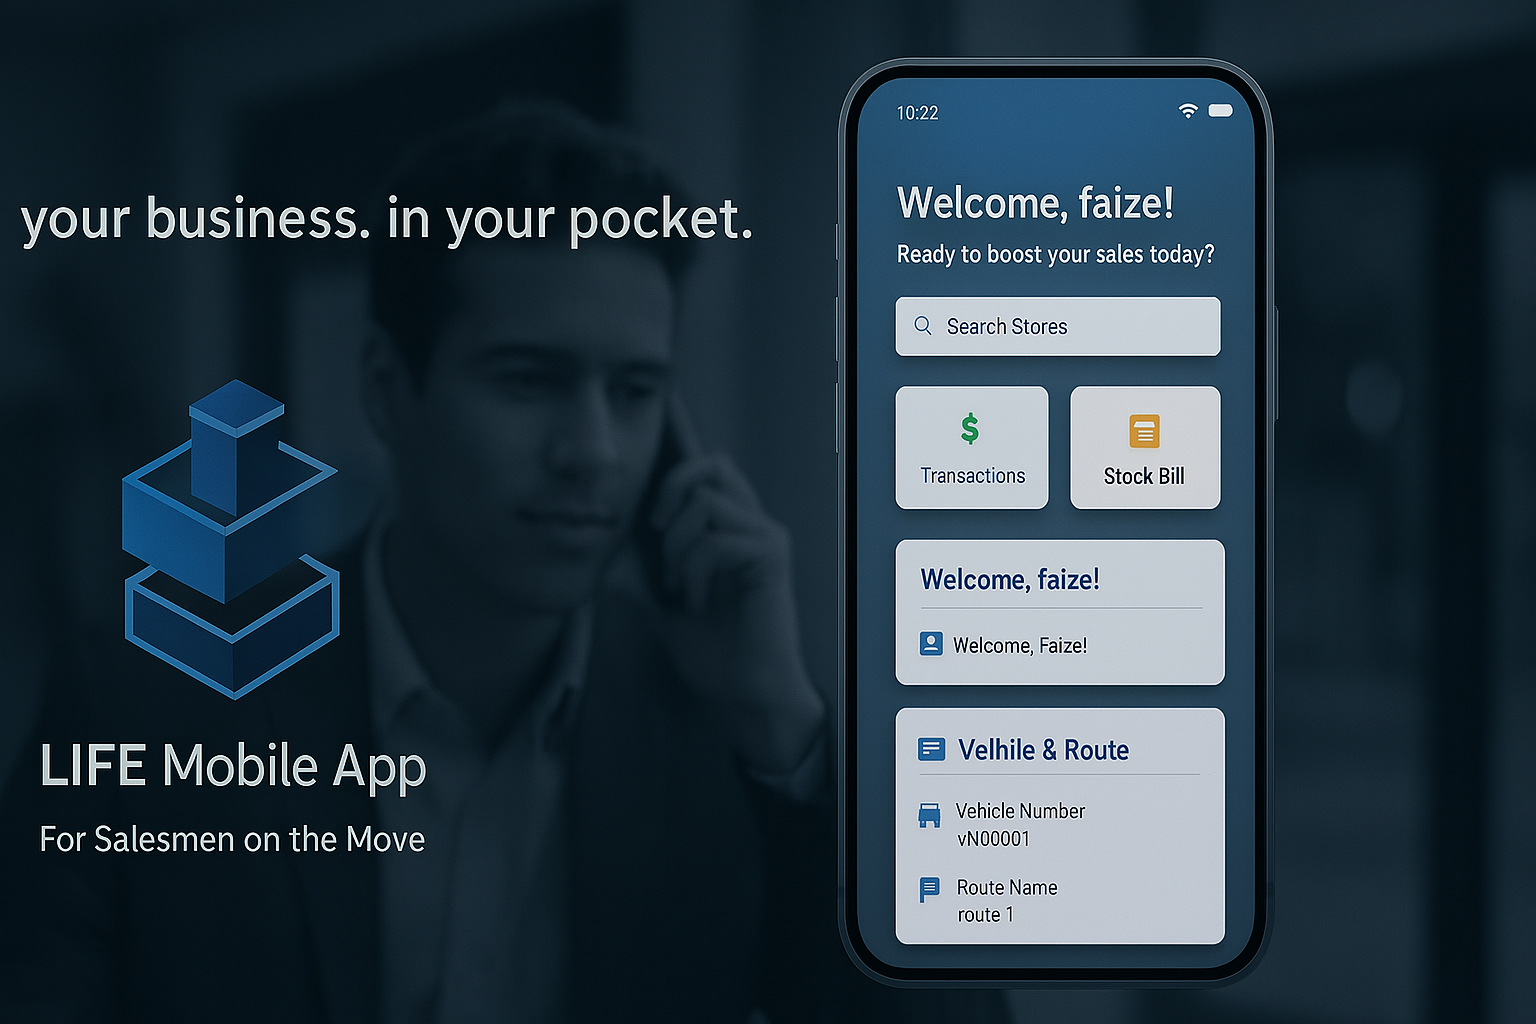 your business. in your pocket.
LIFE Mobile App
For Salesmen on the Move
10:22
Welcome, faize!
Ready to boost your sales today?
Search Stores
$
Transactions
Stock Bill
Welcome, faize!
Welcome, Faize!
Velhile & Route
Vehicle Number
vN00001
Route Name
route 1